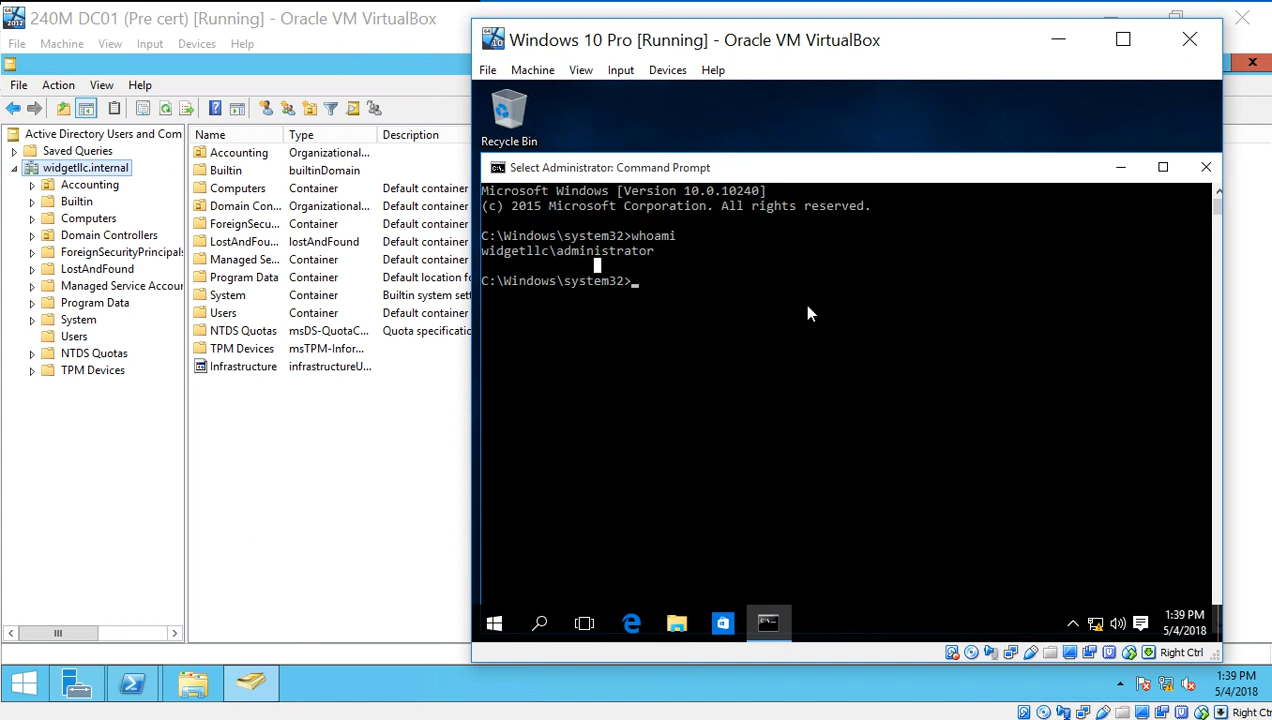 240M DC01 (Pre cert) [Running] - Oracle VM VirtualBox
File Machine View Input Devices Help
File Action View Help
Active Directory Users and Com
Saved Queries
widgetllc.internal
Accounting
Builtin
Computers
Domain Controllers
ForeignSecurityPrincipals
LostAndFound
Managed Service Accour
Program Data
System
Users
NTDS Quotas
TPM Devices
Name Type Description
Accounting Organizational...
Builtin builtinDomain
Computers Container Default container
Domain Con... Organizational... Default container
ForeignSecu... Container Default container
LostAndFou... lostAndFound Default container
Managed Se... Container Default container
Program Data Container Default location fo
System Container Builtin system sett
Users Container Default container
NTDS Quotas msDS-QuotaC... Quota specificatio
TPM Devices msTPM-Infor...
Infrastructure infrastructureU...
Windows 10 Pro [Running] - Oracle VM VirtualBox
File Machine View Input Devices Help
Recycle Bin
Select Administrator: Command Prompt
Microsoft Windows [Version 10.0.10240]
(c) 2015 Microsoft Corporation. All rights reserved.
C:\Windows\system32>whoami
widgetllc\administrator
C:\Windows\system32>
1:39 PM
5/4/2018
Right Ctrl
1:39 PM
5/4/2018
Right Ctr